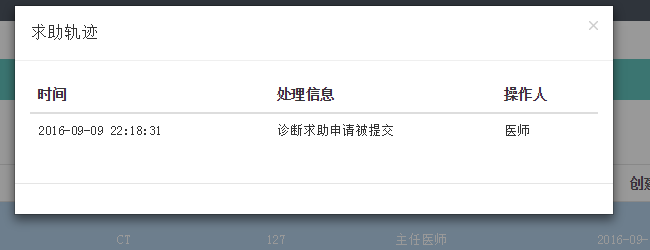 求助轨迹 ×
时间 处理信息 操作人
2016-09-09 22:18:31 诊断求助申请被提交 医师
创建
CT 127 主任医师 2016-09-